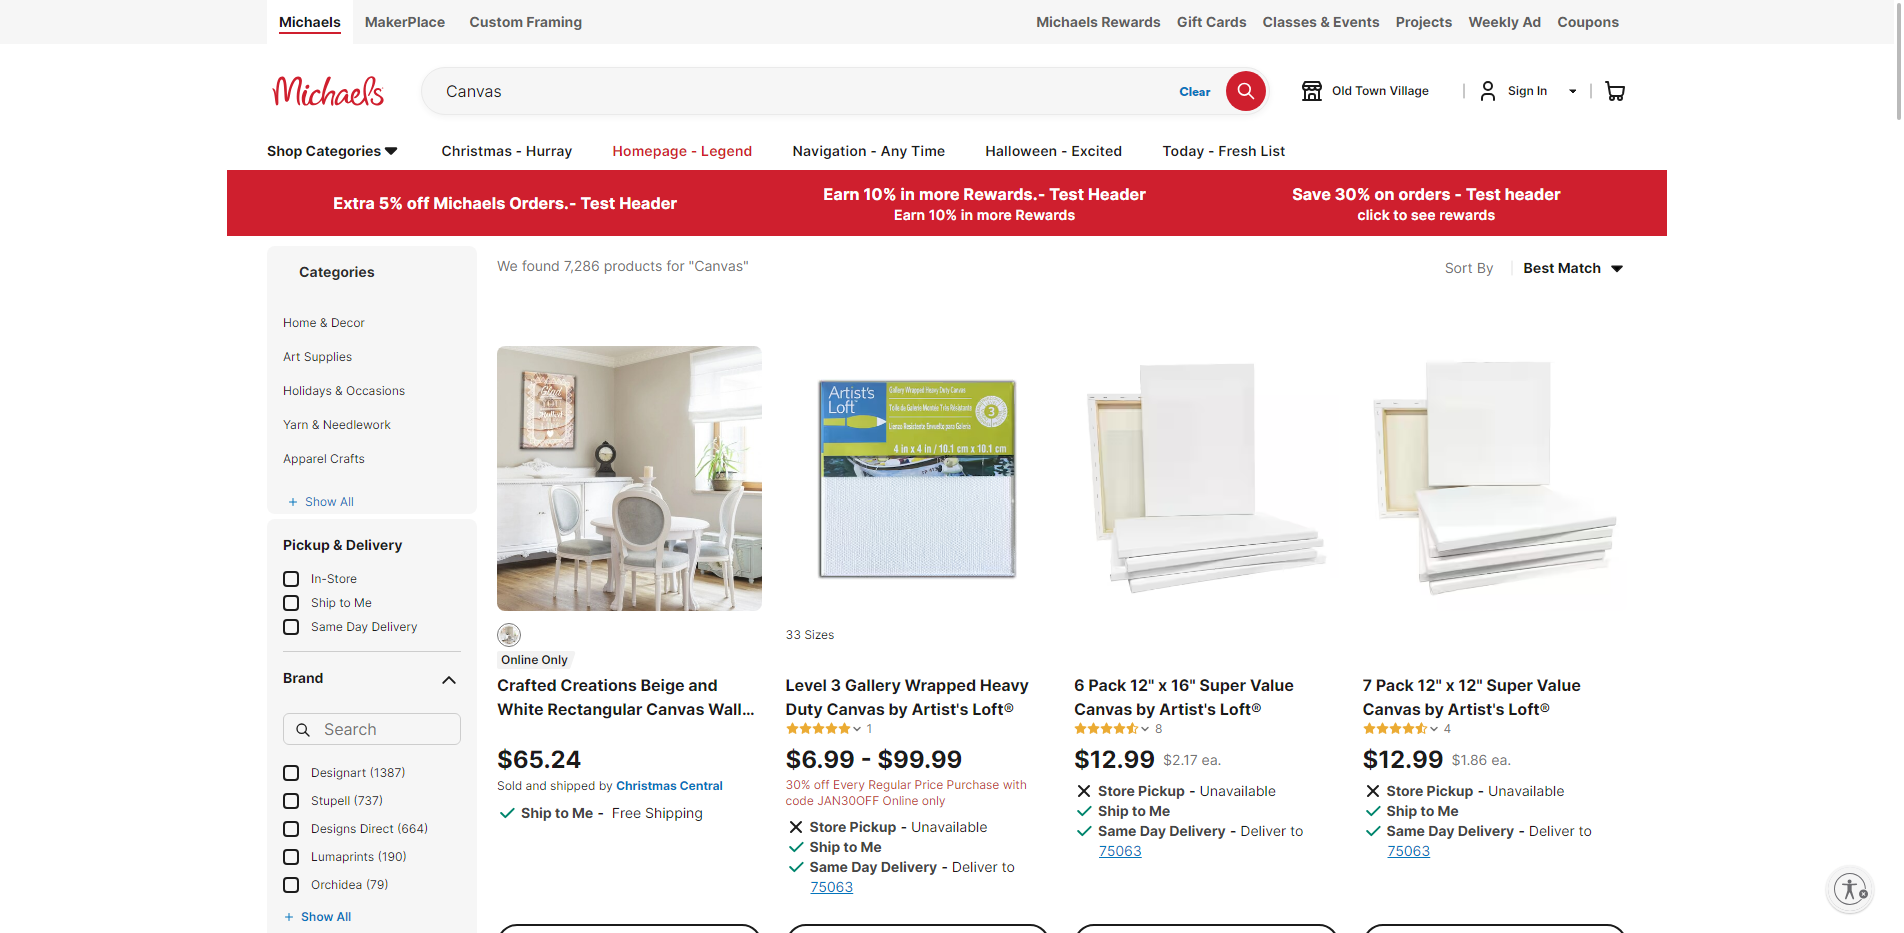 Michaels
MakerPlace
Custom Framing
Michaels Rewards
Gift Cards
Classes & Events
Projects
Weekly Ad
Coupons
Michaels
Canvas
Clear
Old Town Village
Sign In
Shop Categories
Christmas - Hurray
Homepage - Legend
Navigation - Any Time
Halloween - Excited
Today - Fresh List
Extra 5% off Michaels Orders.- Test Header
Earn 10% in more Rewards.- Test Header
Earn 10% in more Rewards
Save 30% on orders - Test header
click to see rewards
Categories
Home & Decor
Art Supplies
Holidays & Occasions
Yarn & Needlework
Apparel Crafts
+ Show All
Pickup & Delivery
In-Store
Ship to Me
Same Day Delivery
Brand
Search
Designart (1387)
Stupell (737)
Designs Direct (664)
Lumaprints (190)
Orchidea (79)
+ Show All
We found 7,286 products for "Canvas"
Sort By
Best Match
Online Only
Crafted Creations Beige and
White Rectangular Canvas Wall...
$65.24
Sold and shipped by Christmas Central
Ship to Me - Free Shipping
Artist's
Loft
Gallery Wrapped Heavy Duty Canvas
3
4 in x 4 in / 10.1 cm x 10.1 cm
33 Sizes
Level 3 Gallery Wrapped Heavy
Duty Canvas by Artist's Loft®
1
$6.99 - $99.99
30% off Every Regular Price Purchase with
code JAN30OFF Online only
Store Pickup - Unavailable
Ship to Me
Same Day Delivery - Deliver to
75063
6 Pack 12" x 16" Super Value
Canvas by Artist's Loft®
8
$12.99 $2.17 ea.
Store Pickup - Unavailable
Ship to Me
Same Day Delivery - Deliver to
75063
7 Pack 12" x 12" Super Value
Canvas by Artist's Loft®
4
$12.99 $1.86 ea.
Store Pickup - Unavailable
Ship to Me
Same Day Delivery - Deliver to
75063